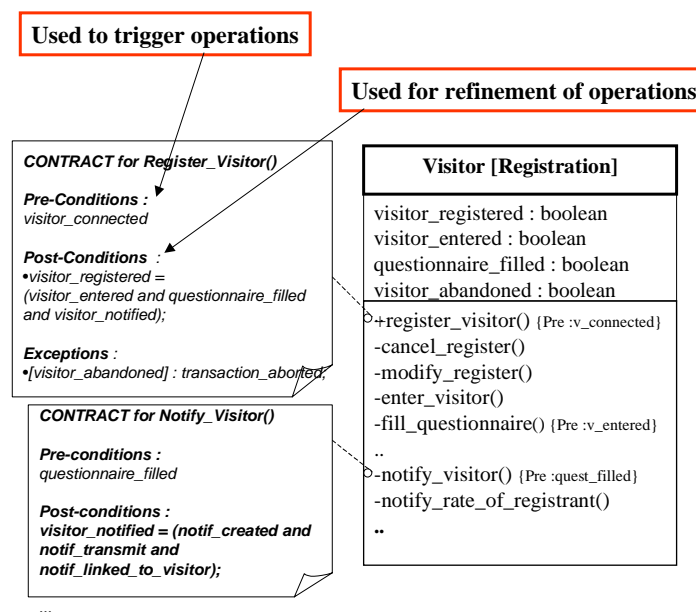 Used to trigger operations
Used for refinement of operations
CONTRACT for Register_Visitor()
Pre-Conditions :
visitor_connected
Post-Conditions :
•visitor_registered =
(visitor_entered and questionnaire_filled
and visitor_notified);
Exceptions :
•[visitor_abandoned] : transaction_aborted;
CONTRACT for Notify_Visitor()
Pre-conditions :
questionnaire_filled
Post-conditions :
visitor_notified = (notif_created and
notif_transmit and
notif_linked_to_visitor);
...
Visitor [Registration]
visitor_registered : boolean
visitor_entered : boolean
questionnaire_filled : boolean
visitor_abandoned : boolean
+register_visitor() {Pre :v_connected}
-cancel_register()
-modify_register()
-enter_visitor()
-fill_questionnaire() {Pre :v_entered}
..
-notify_visitor() {Pre :quest_filled}
-notify_rate_of_registrant()
..